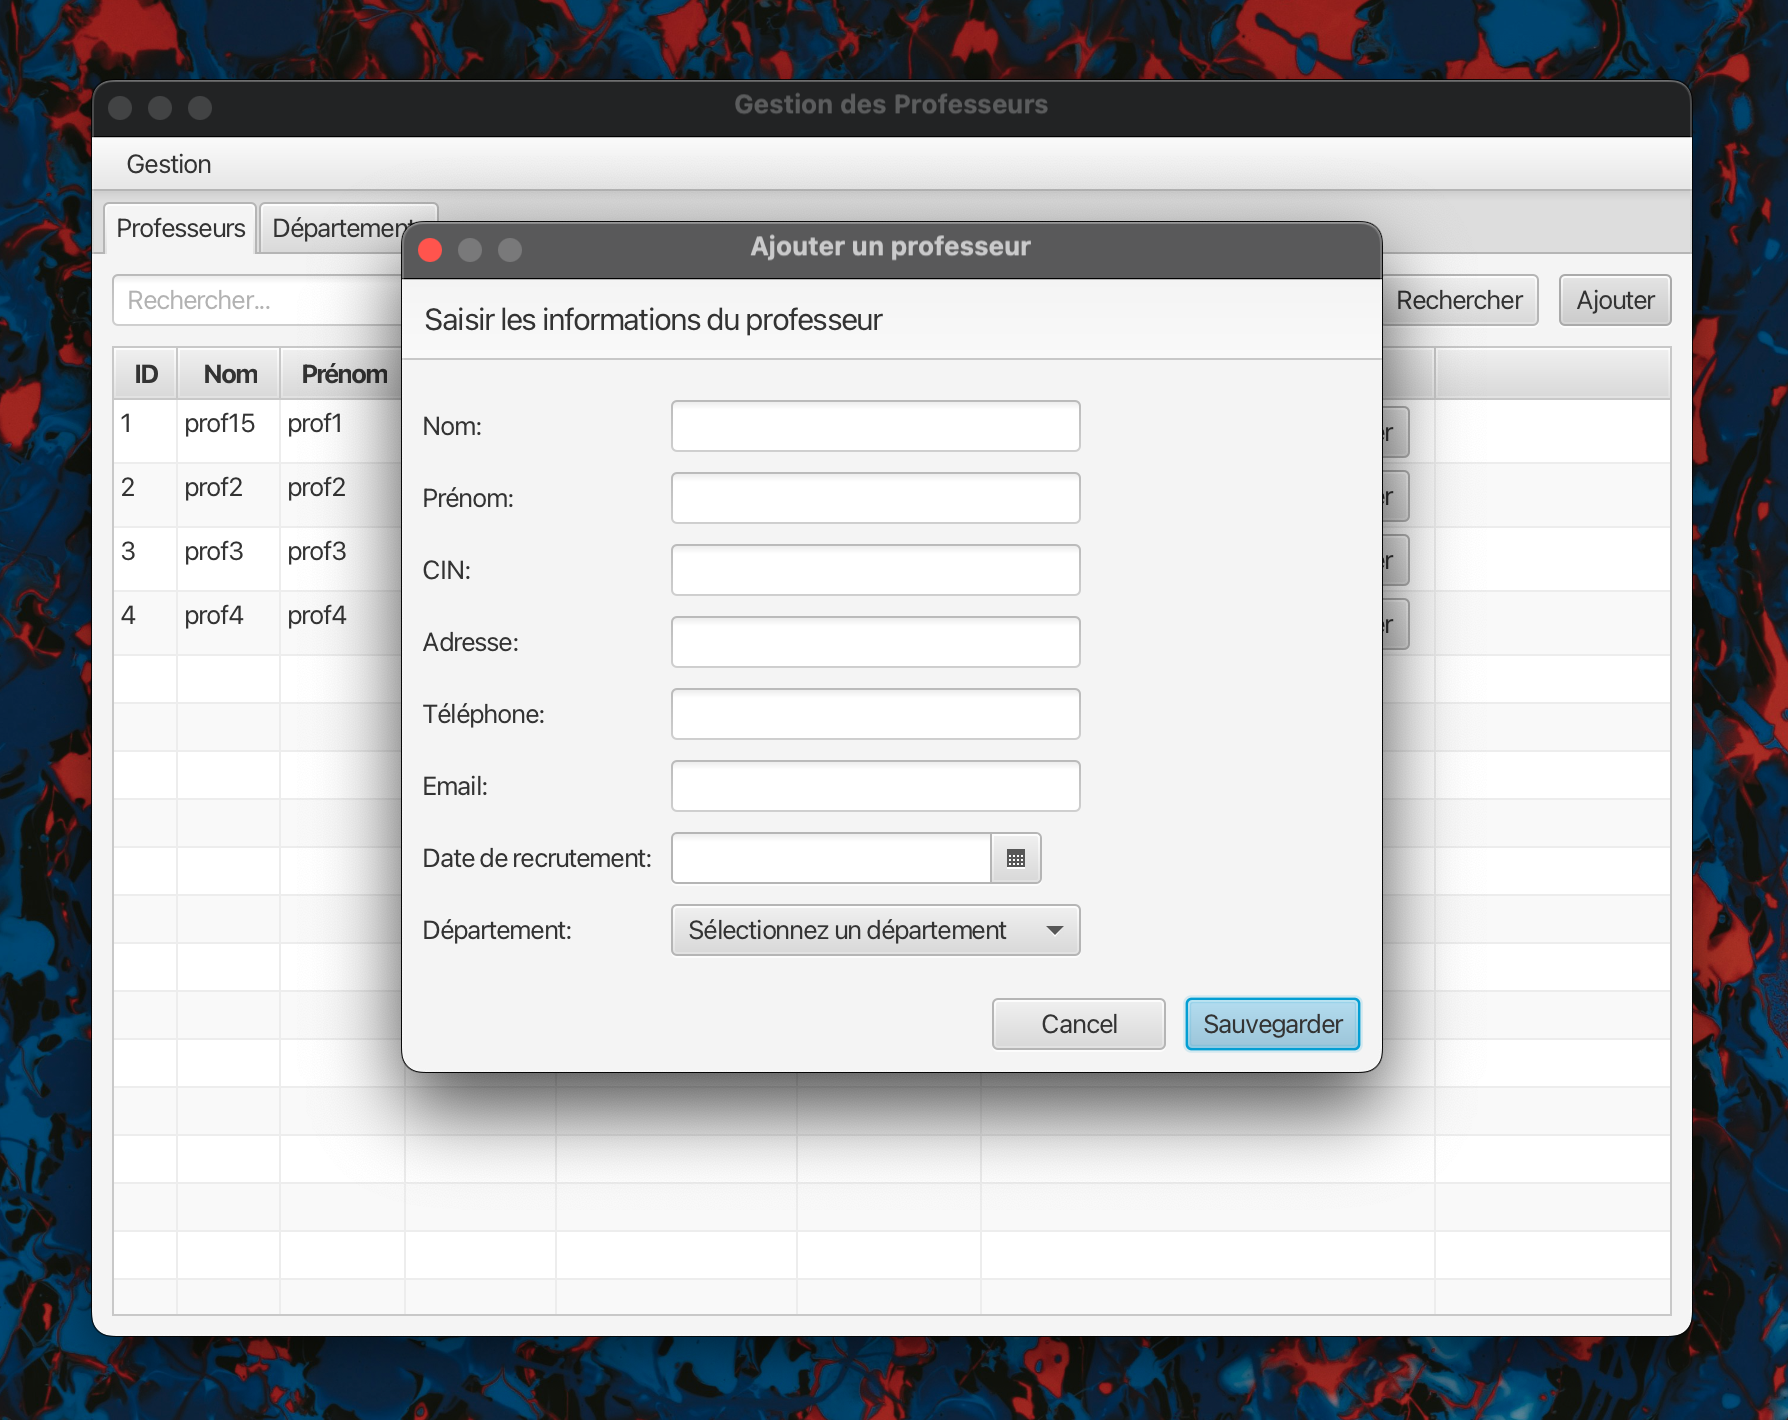 Gestion des Professeurs
Gestion
Professeurs
Ajouter un professeur
Rechercher...
Rechercher
Ajouter
Saisir les informations du professeur
ID Nom Prénom
1 prof15 prof1
2 prof2 prof2
3 prof3 prof3
4 prof4 prof4
Nom:
Prénom:
CIN:
Adresse:
Téléphone:
Email:
Date de recrutement:
Département: Sélectionnez un département
Cancel Sauvegarder